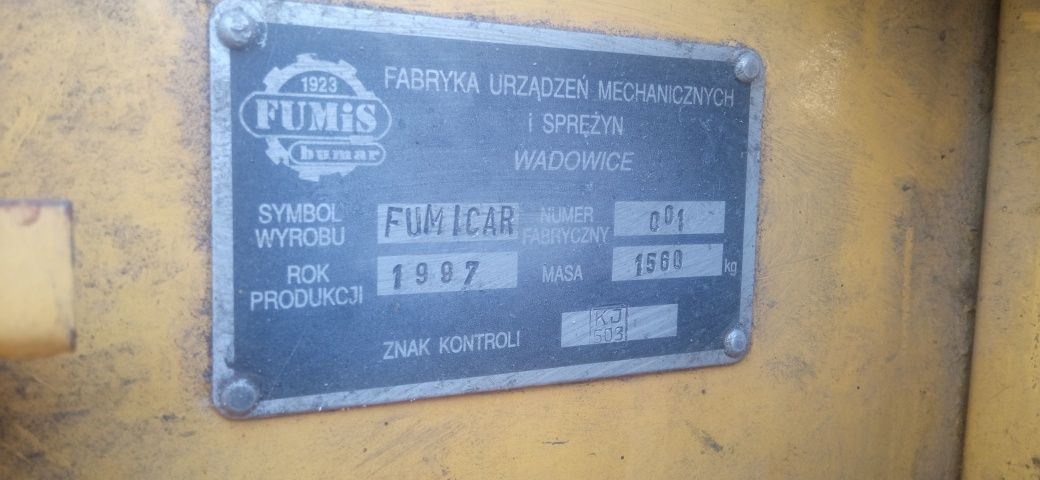 1923
FUMiS
bumar
FABRYKA URZĄDZEŃ MECHANICZNYCH
i SPRĘŻYN
WADOWICE
SYMBOL WYROBU FUMICAR NUMER FABRYCZNY 001
ROK PRODUKCJI 1997 MASA 1560 kg
ZNAK KONTROLI KJ 503